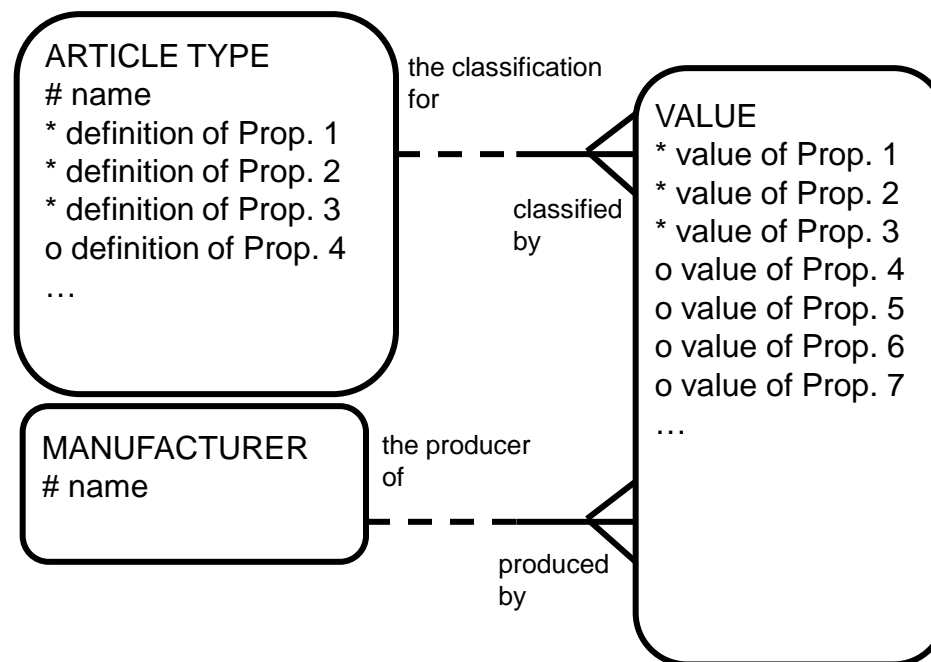 ARTICLE TYPE
# name
* definition of Prop. 1
* definition of Prop. 2
* definition of Prop. 3
o definition of Prop. 4
…
the classification
for
classified
by
VALUE
* value of Prop. 1
* value of Prop. 2
* value of Prop. 3
o value of Prop. 4
o value of Prop. 5
o value of Prop. 6
o value of Prop. 7
…
MANUFACTURER
# name
the producer
of
produced
by